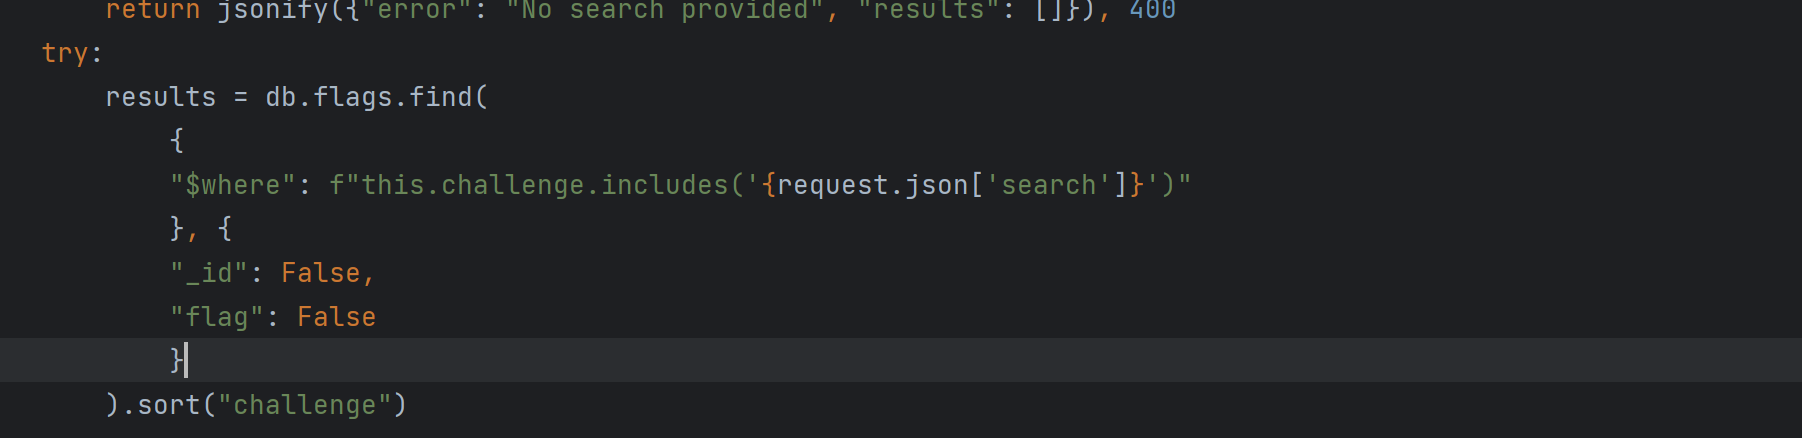 return jsonify({"error": "No search provided", "results": []}), 400
try:
results = db.flags.find(
{
"$where": f"this.challenge.includes('{request.json['search']}')"
}, {
"_id": False,
"flag": False
}
).sort("challenge")